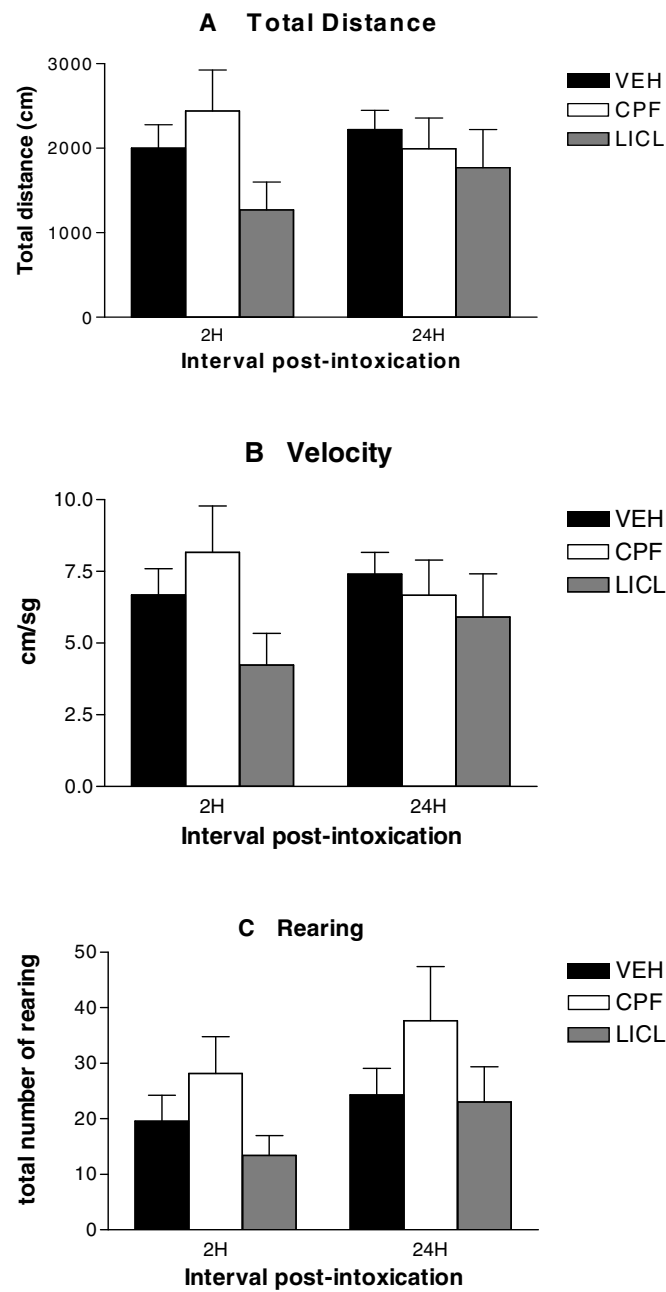 A Total Distance
3000
2000
1000
0
Total distance (cm)
2H
24H
Interval post-intoxication
VEH
CPF
LICL
B Velocity
10.0
7.5
5.0
2.5
0.0
cm/sg
2H
24H
Interval post-intoxication
VEH
CPF
LICL
C Rearing
50
40
30
20
10
0
total number of rearing
2H
24H
Interval post-intoxication
VEH
CPF
LICL